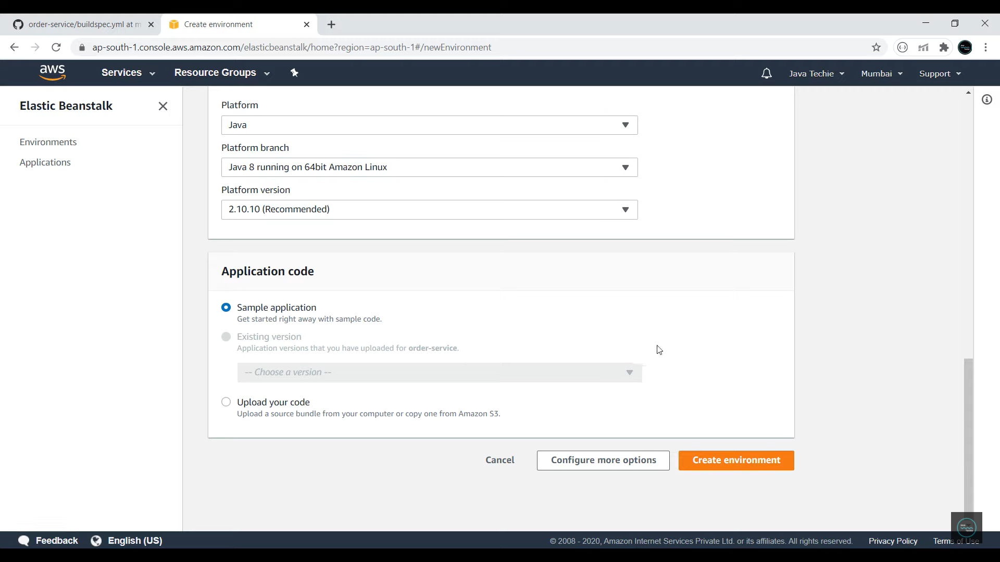 order-service/buildspec.yml at m
Create environment
ap-south-1.console.aws.amazon.com/elasticbeanstalk/home?region=ap-south-1#/newEnvironment
aws
Services
Resource Groups
Java Techie
Mumbai
Support
Elastic Beanstalk
Environments
Applications
Platform
Java
Platform branch
Java 8 running on 64bit Amazon Linux
Platform version
2.10.10 (Recommended)
Application code
Sample application
Get started right away with sample code.
Existing version
Application versions that you have uploaded for order-service.
-- Choose a version --
Upload your code
Upload a source bundle from your computer or copy one from Amazon S3.
Cancel
Configure more options
Create environment
Feedback
English (US)
© 2008 - 2020, Amazon Internet Services Private Ltd. or its affiliates. All rights reserved.
Privacy Policy
Terms of Use